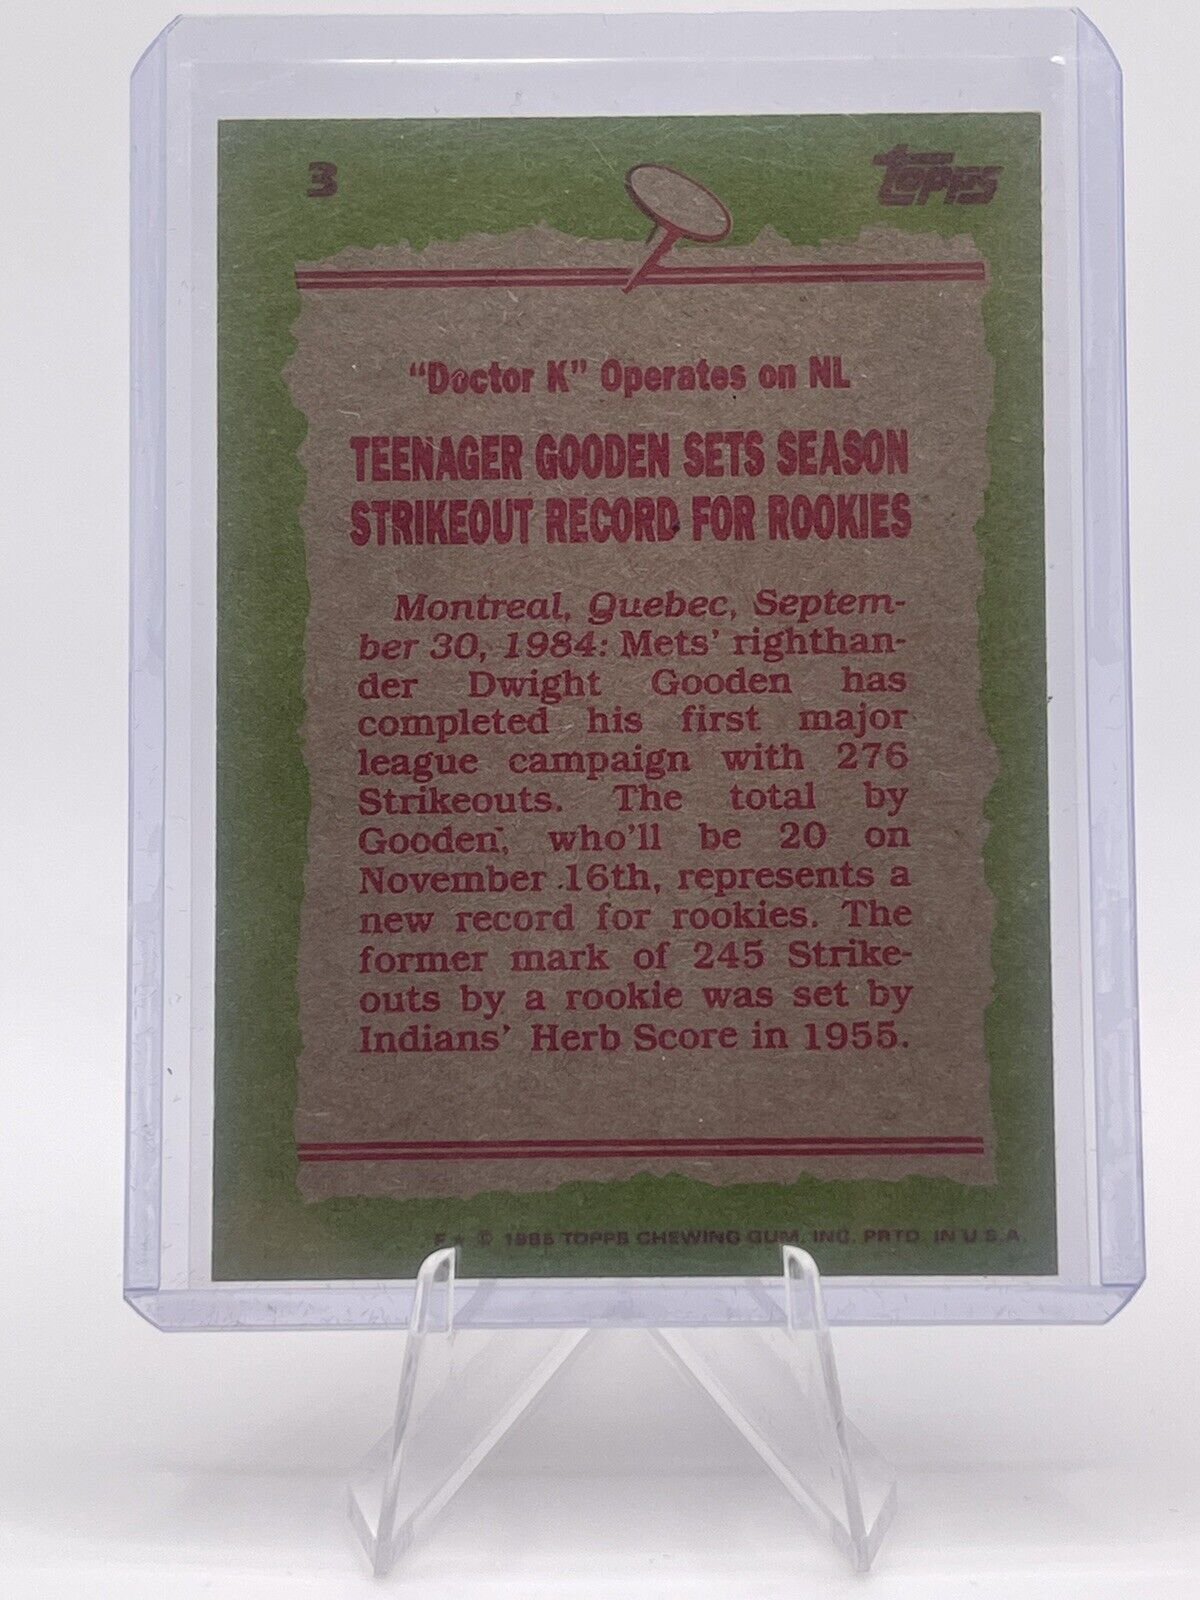 3
TOPPS
“Doctor K” Operates on NL
TEENAGER GOODEN SETS SEASON
STRIKEOUT RECORD FOR ROOKIES
Montreal, Quebec, Septem-
ber 30, 1984: Mets’ righthan-
der Dwight Gooden has
completed his first major
league campaign with 276
Strikeouts. The total by
Gooden, who’ll be 20 on
November 16th, represents a
new record for rookies. The
former mark of 245 Strike-
outs by a rookie was set by
Indians’ Herb Score in 1955.
F★ © 1985 TOPPS CHEWING GUM, INC. PRTD. IN U.S.A.